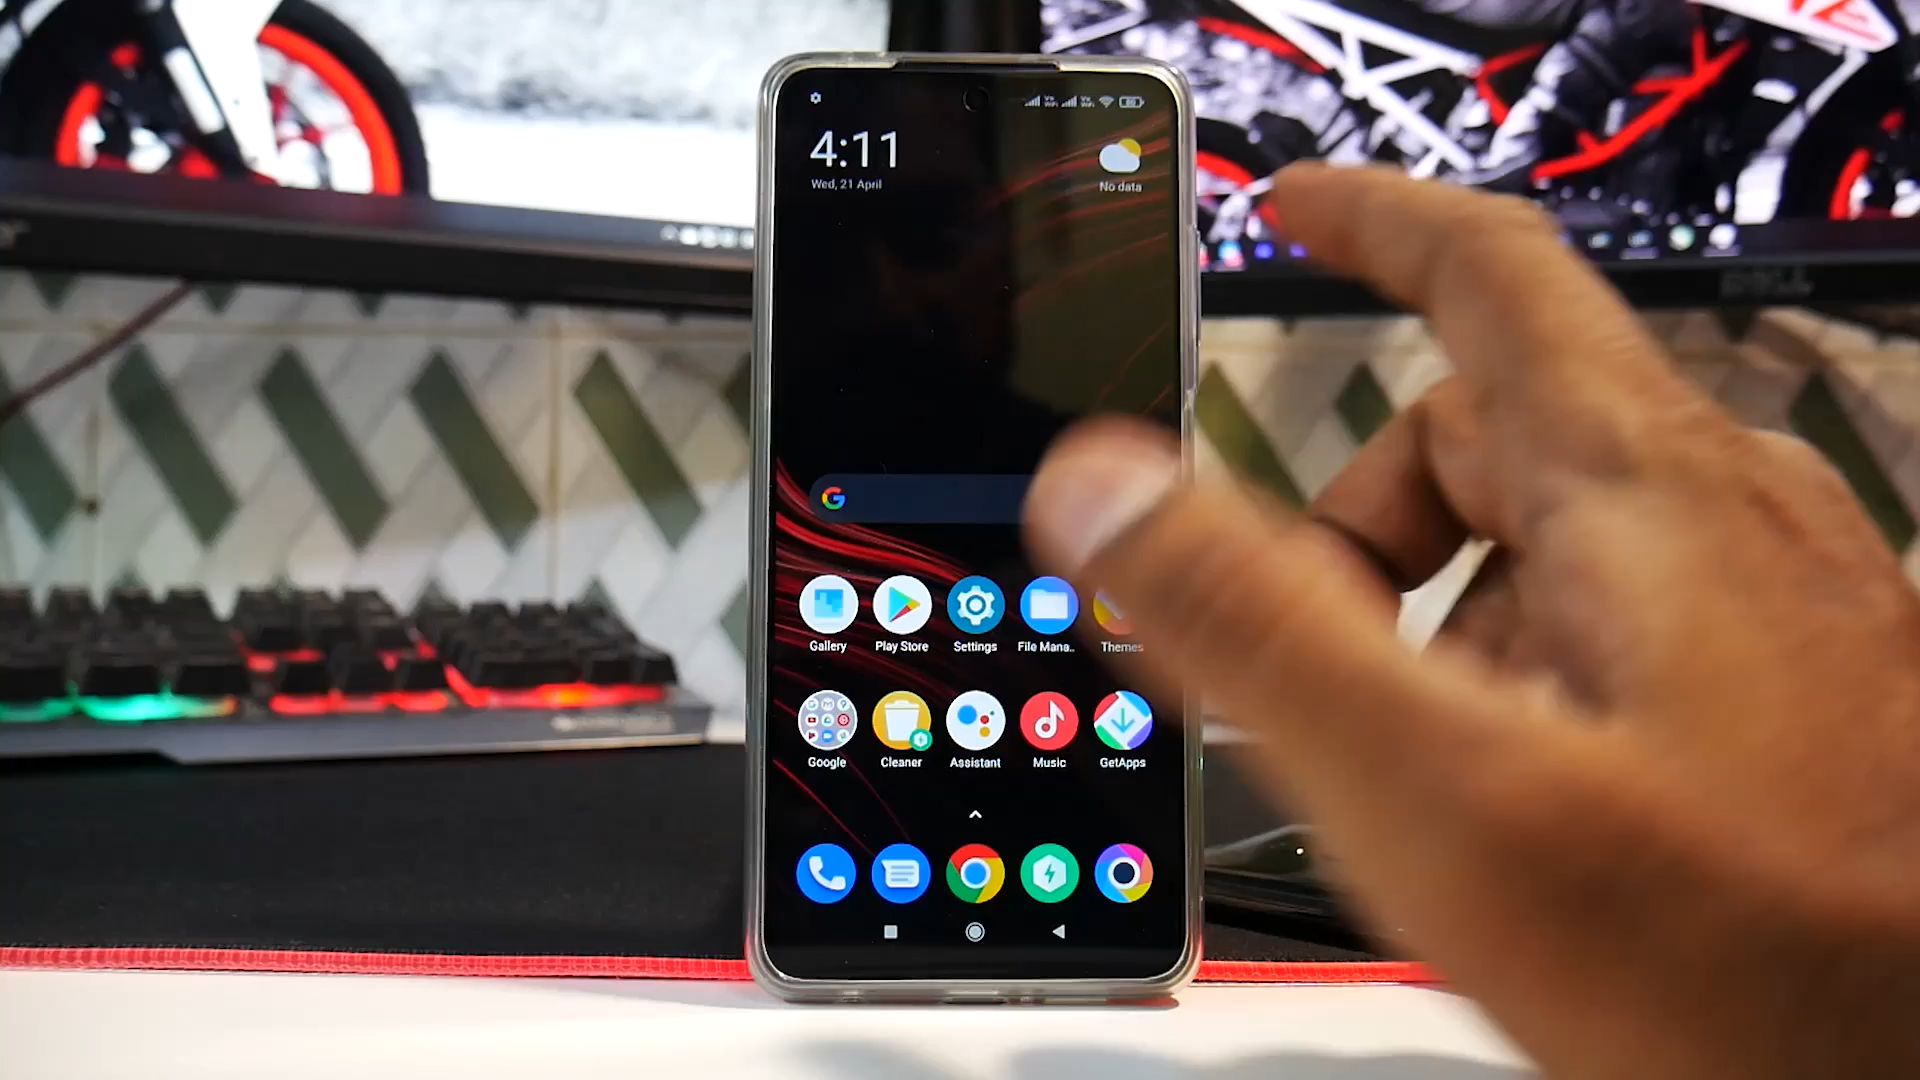 4:11
Wed, 21 April
No data
Gallery
Play Store
Settings
File Mana..
Themes
Google
Cleaner
Assistant
Music
GetApps
DELL